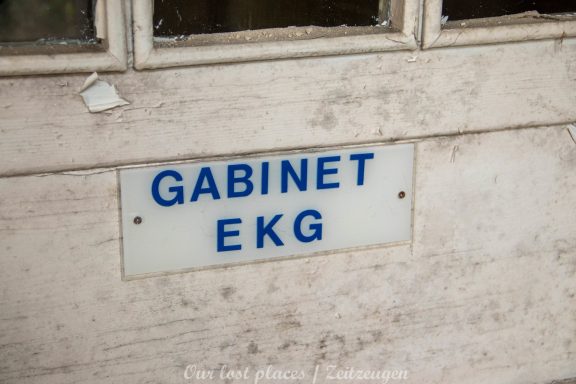 GABINET
EKG
Our lost places / Zeitzeugen